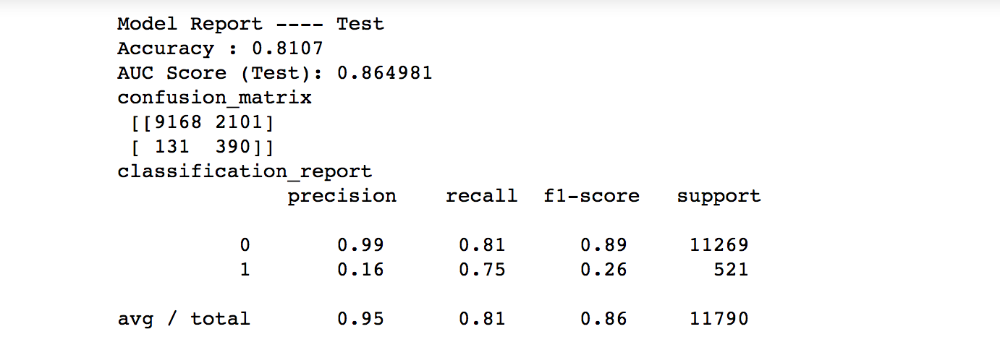 Model Report ---- Test
Accuracy : 0.8107
AUC Score (Test): 0.864981
confusion_matrix
[[9168 2101]
[ 131 390]]
classification_report
precision recall f1-score support
0 0.99 0.81 0.89 11269
1 0.16 0.75 0.26 521
avg / total 0.95 0.81 0.86 11790